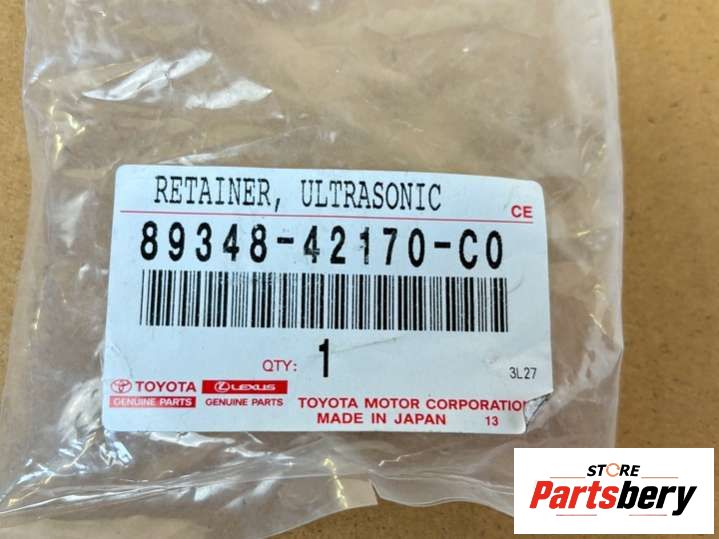 RETAINER, ULTRASONIC
CE
89348-42170-C0
QTY: 1
3L27
TOYOTA
GENUINE PARTS
LEXUS
GENUINE PARTS
TOYOTA MOTOR CORPORATION
MADE IN JAPAN 13
STORE
Partsbery